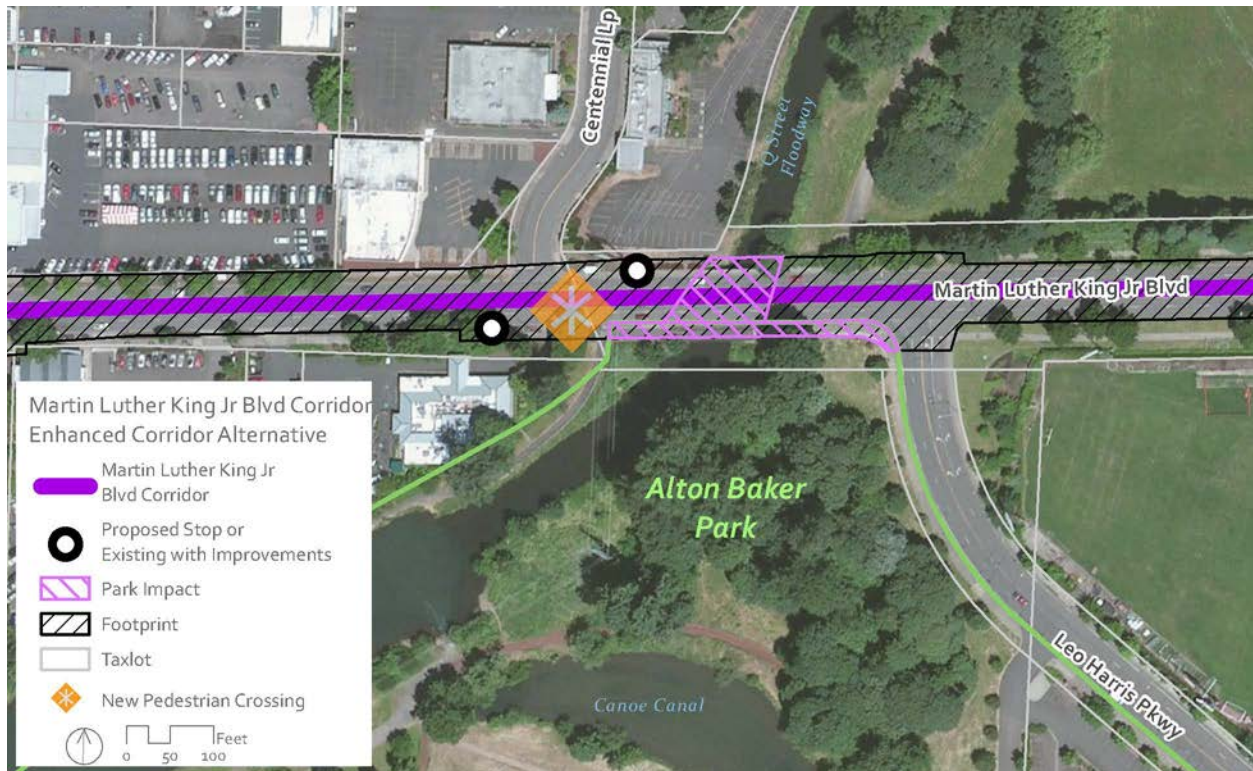 Centennial Lp
Q Street
Floodway
Martin Luther King Jr Blvd
Martin Luther King Jr Blvd Corridor
Enhanced Corridor Alternative
Martin Luther King Jr
Blvd Corridor
Proposed Stop or
Existing with Improvements
Park Impact
Footprint
Taxlot
New Pedestrian Crossing
Feet
0 50 100
Alton Baker
Park
Canoe Canal
Leo Harris Pkwy